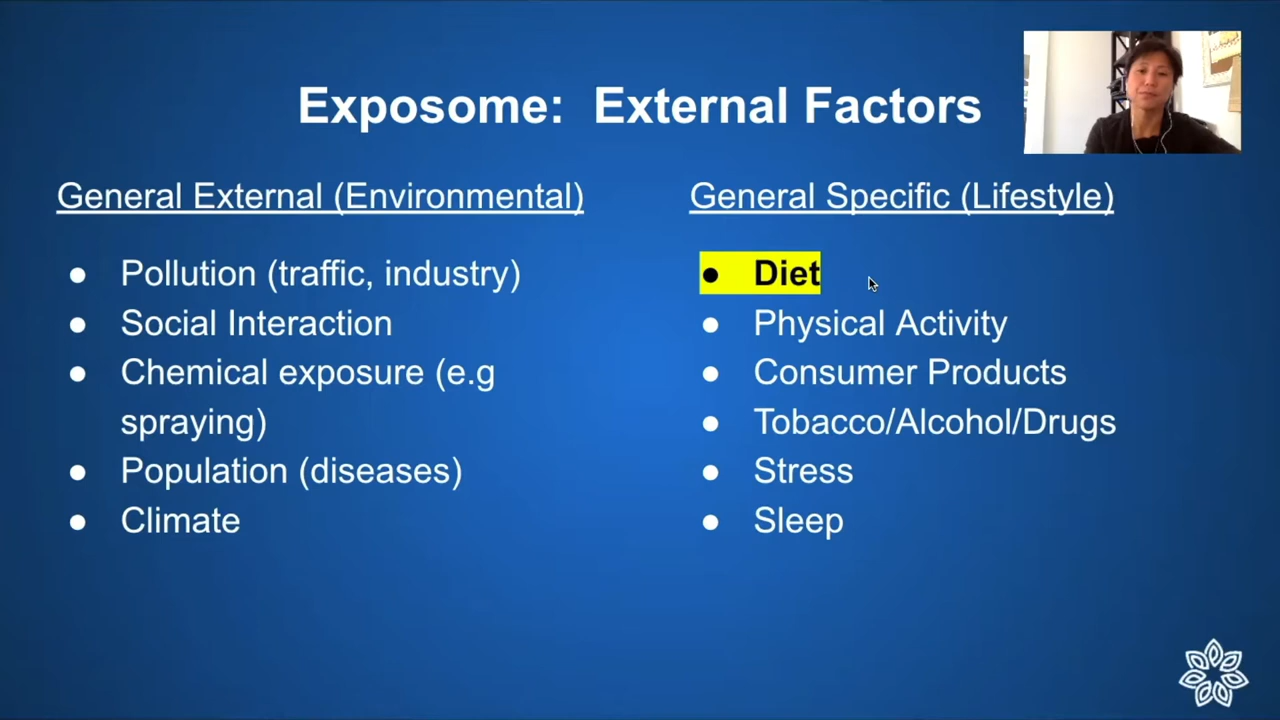 Exposome: External Factors
General External (Environmental)
● Pollution (traffic, industry)
● Social Interaction
● Chemical exposure (e.g
spraying)
● Population (diseases)
● Climate
General Specific (Lifestyle)
● Diet
● Physical Activity
● Consumer Products
● Tobacco/Alcohol/Drugs
● Stress
● Sleep